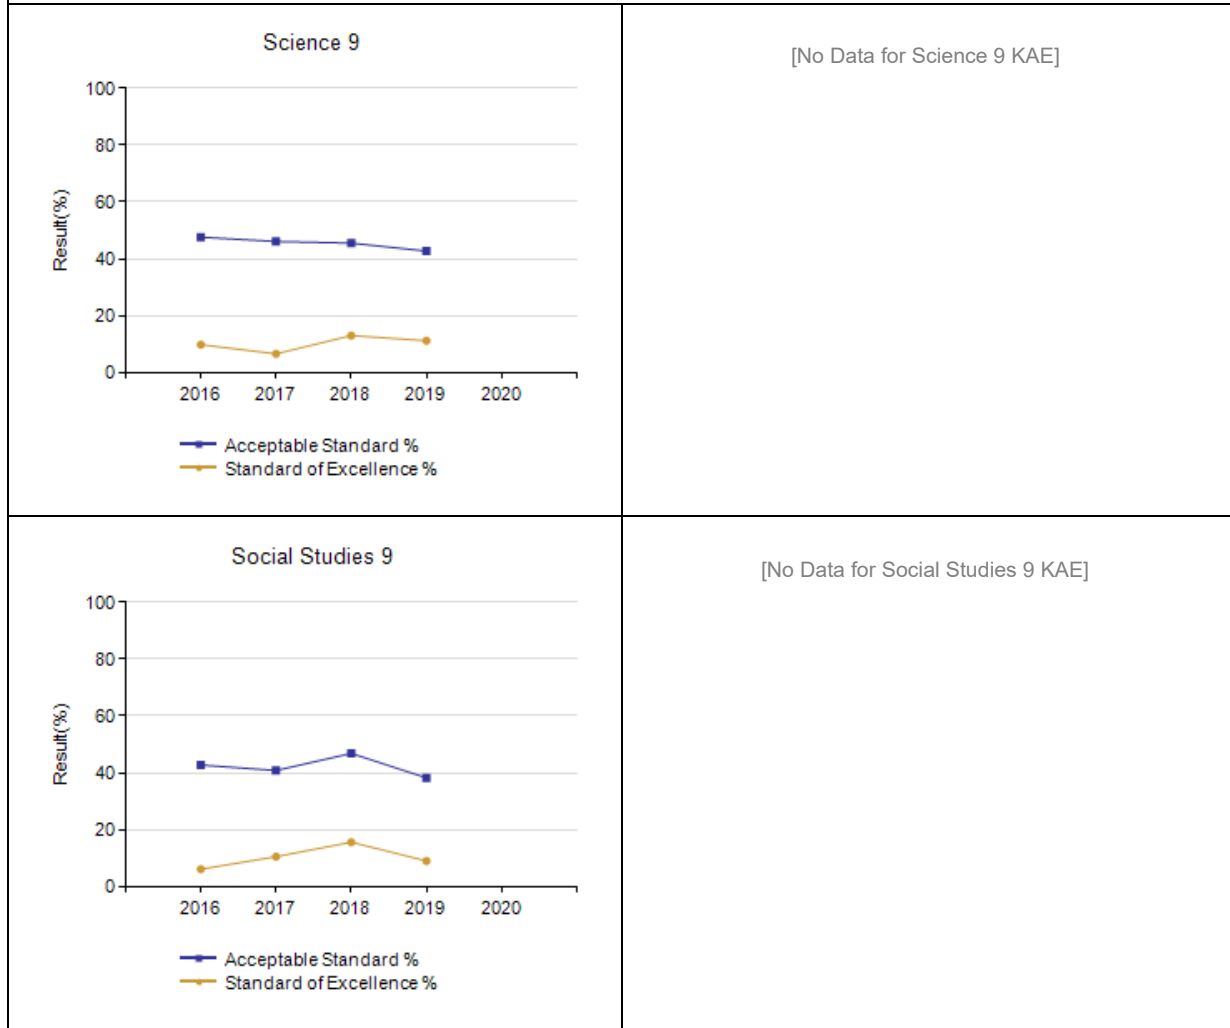 Science 9
100
80
60
40
20
0
Result(%)
2016 2017 2018 2019 2020
Acceptable Standard %
Standard of Excellence %
[No Data for Science 9 KAE]
Social Studies 9
100
80
60
40
20
0
Result(%)
2016 2017 2018 2019 2020
Acceptable Standard %
Standard of Excellence %
[No Data for Social Studies 9 KAE]